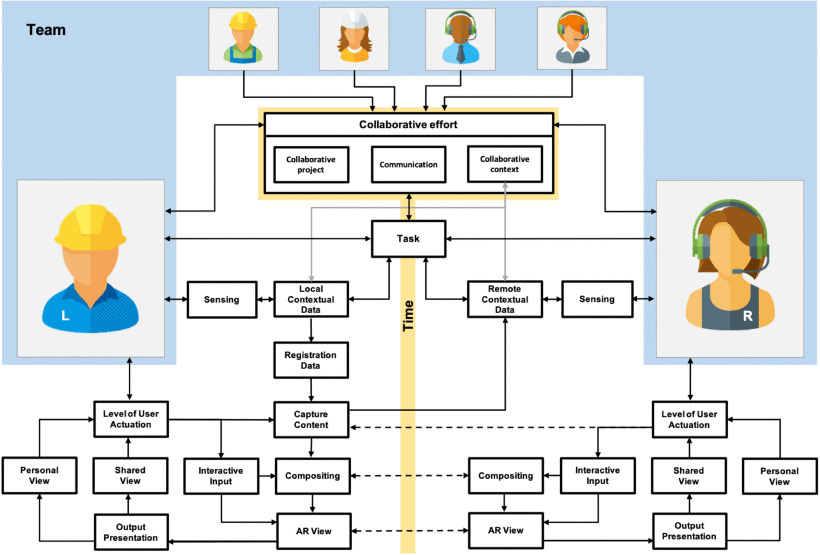 Team
Collaborative effort
Collaborative
project
Communication
Collaborative
context
Task
L
R
Sensing
Local
Contextual
Data
Remote
Contextual
Data
Sensing
Time
Registration
Data
Level of User
Actuation
Capture
Content
Level of User
Actuation
Personal
View
Shared
View
Interactive
Input
Compositing
Compositing
Interactive
Input
Shared
View
Personal
View
Output
Presentation
AR View
AR View
Output
Presentation